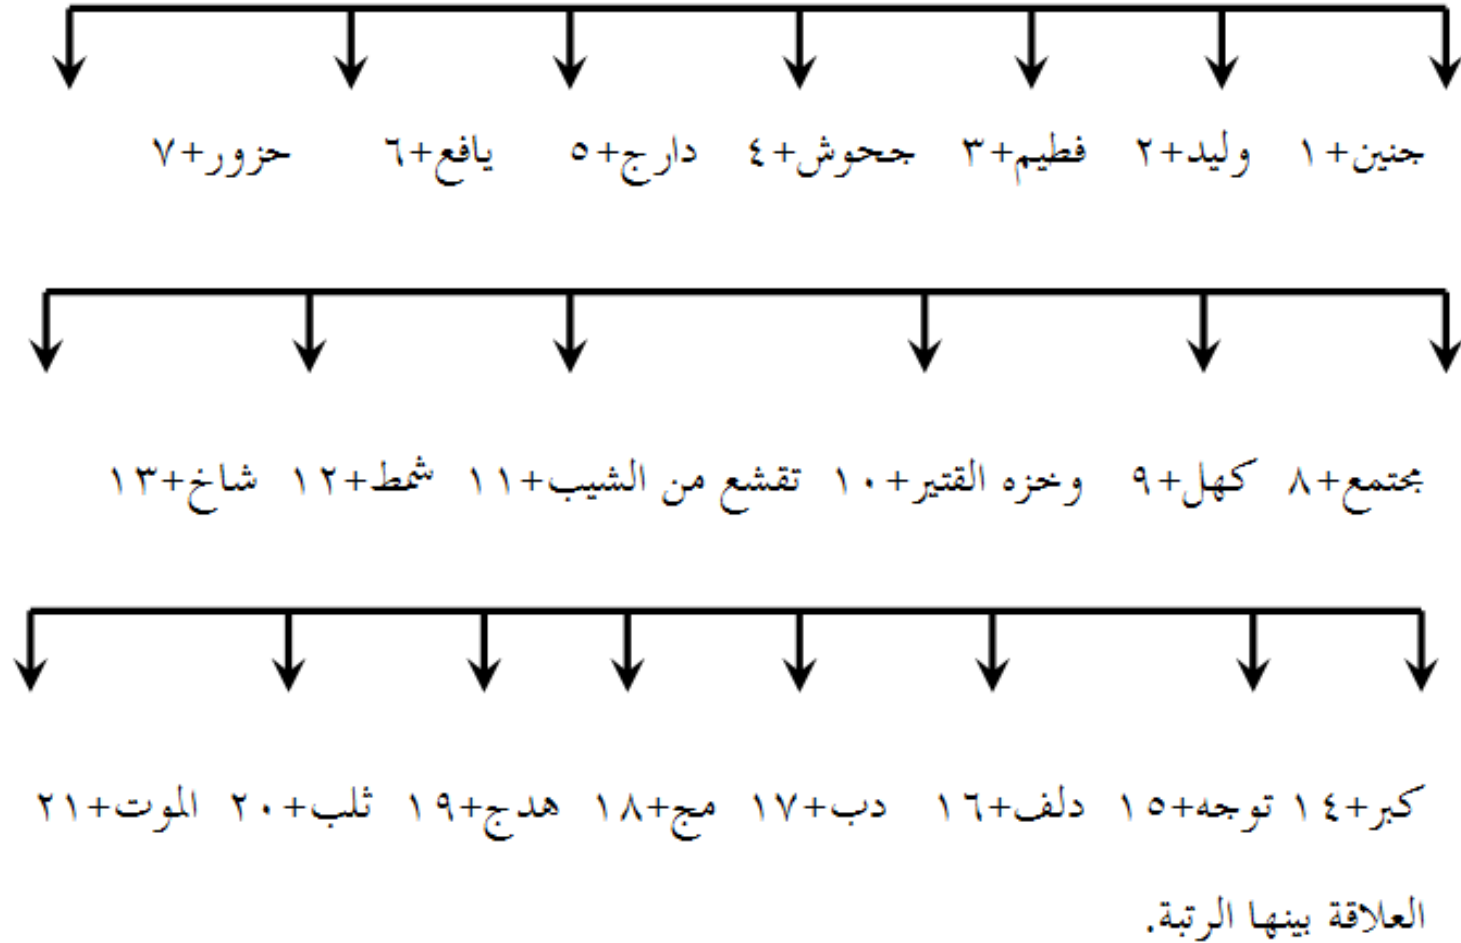 جنين+١ وليد+٢ فطيم+٣ جحوش+٤ دارج+٥ يافع+٦ حزور+٧
مجتمع+٨ كهل+٩ وخزه القتير+١٠ تقشع من الشيب+١١ شمط+١٢ شاخ+١٣
كبر+١٤ توجه+١٥ دلف+١٦ دب+١٧ مج+١٨ هدج+١٩ ثلب+٢٠ الموت+٢١
العلاقة بينها الرتبة.